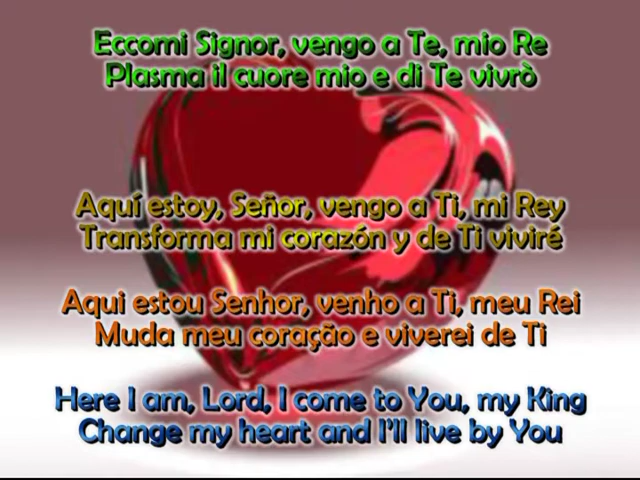 Eccomi Signor, vengo a Te, mio Re
Plasma il cuore mio e di Te vivrò
Aquí estoy, Señor, vengo a Ti, mi Rey
Transforma mi corazón y de Ti viviré
Aqui estou Senhor, venho a Ti, meu Rei
Muda meu coração e viverei de Ti
Here I am, Lord, I come to You, my King
Change my heart and I'll live by You